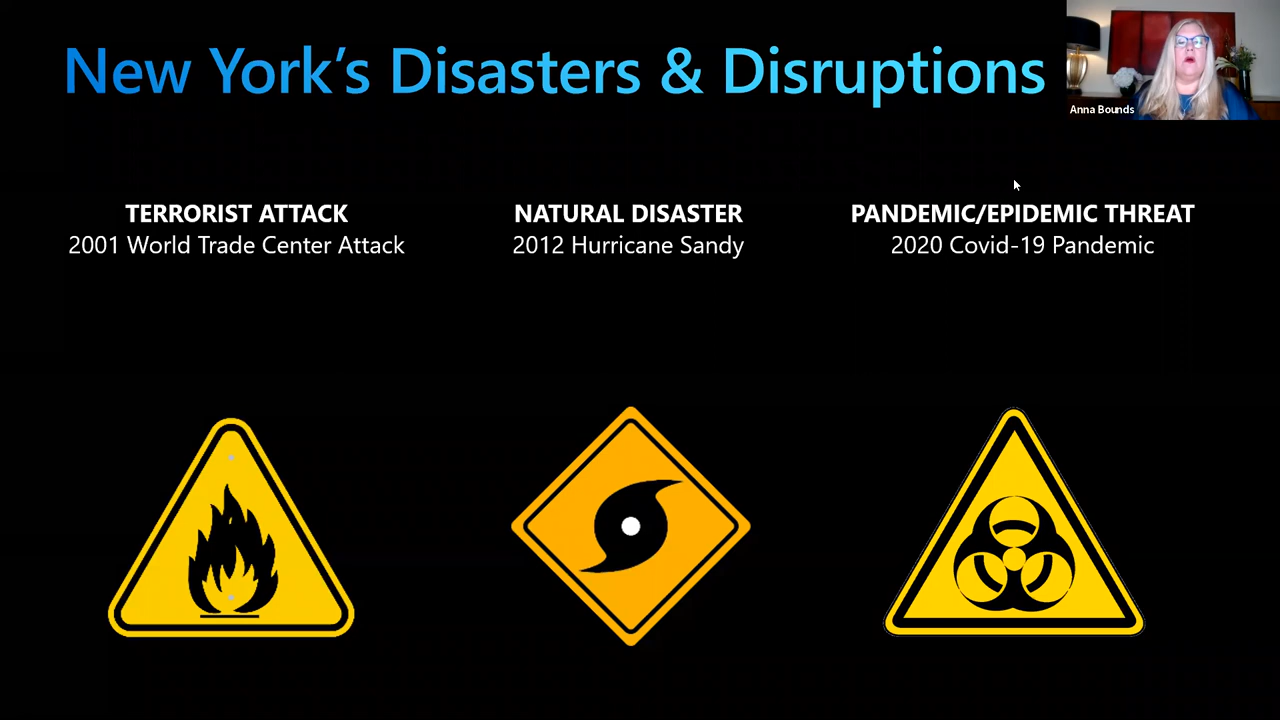 New York’s Disasters & Disruptions
Anna Bounds
TERRORIST ATTACK
2001 World Trade Center Attack
NATURAL DISASTER
2012 Hurricane Sandy
PANDEMIC/EPIDEMIC THREAT
2020 Covid-19 Pandemic